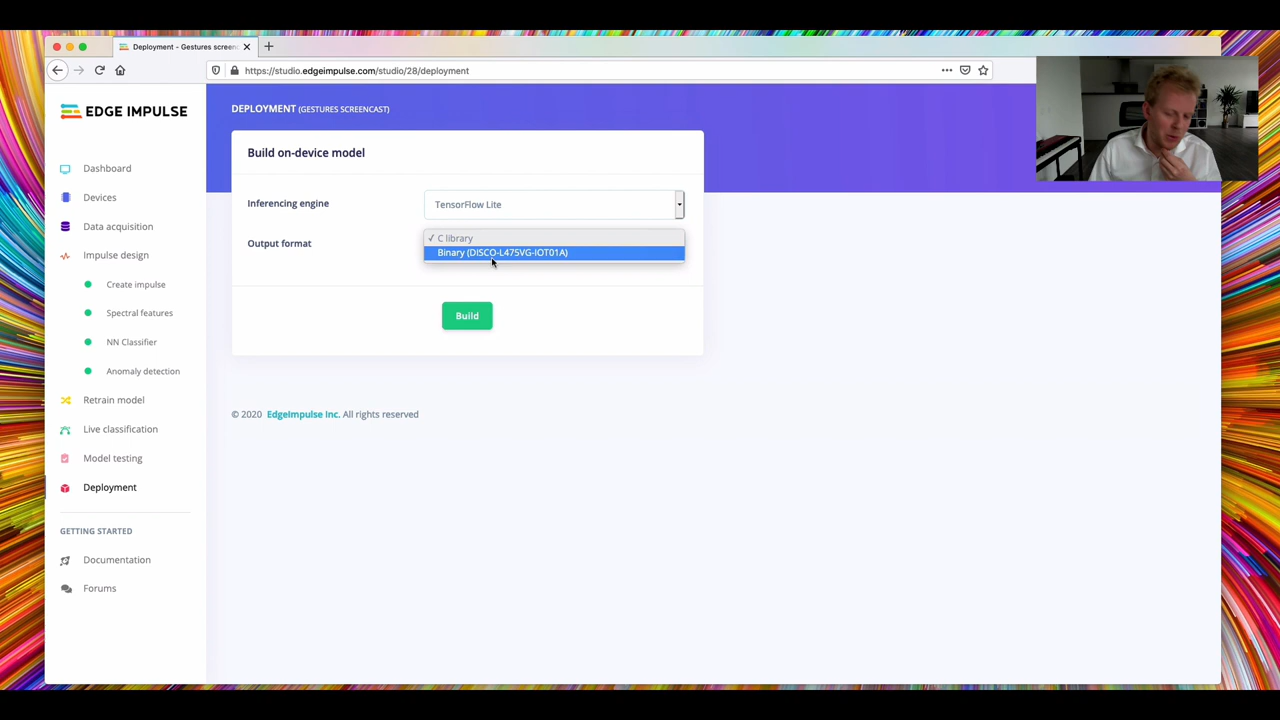 Deployment - Gestures screen
https://studio.edgeimpulse.com/studio/28/deployment
EDGE IMPULSE
DEPLOYMENT (GESTURES SCREENCAST)
Dashboard
Devices
Data acquisition
Impulse design
Create impulse
Spectral features
NN Classifier
Anomaly detection
Retrain model
Live classification
Model testing
Deployment
GETTING STARTED
Documentation
Forums
Build on-device model
Inferencing engine
TensorFlow Lite
Output format
✓ C library
Binary (DISCO-L475VG-IOT01A)
Build
© 2020 EdgeImpulse Inc. All rights reserved